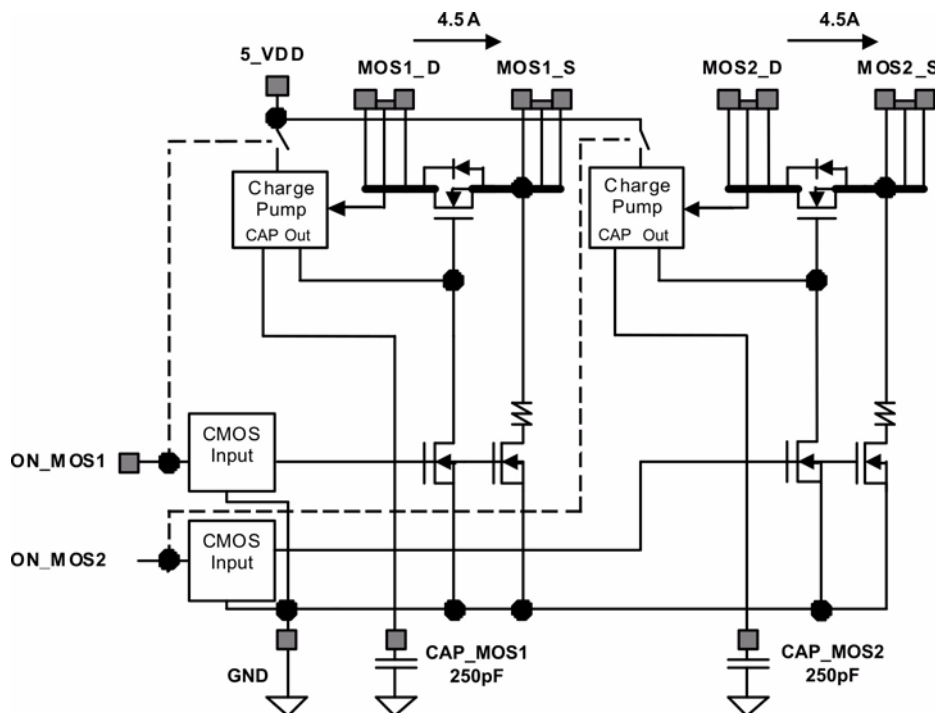 4.5A
4.5A
5_VDD
MOS1_D
MOS1_S
MOS2_D
MOS2_S
Charge
Pump
CAP Out
Charge
Pump
CAP Out
ON_MOS1
CMOS
Input
ON_MOS2
CMOS
Input
GND
CAP_MOS1
250pF
CAP_MOS2
250pF